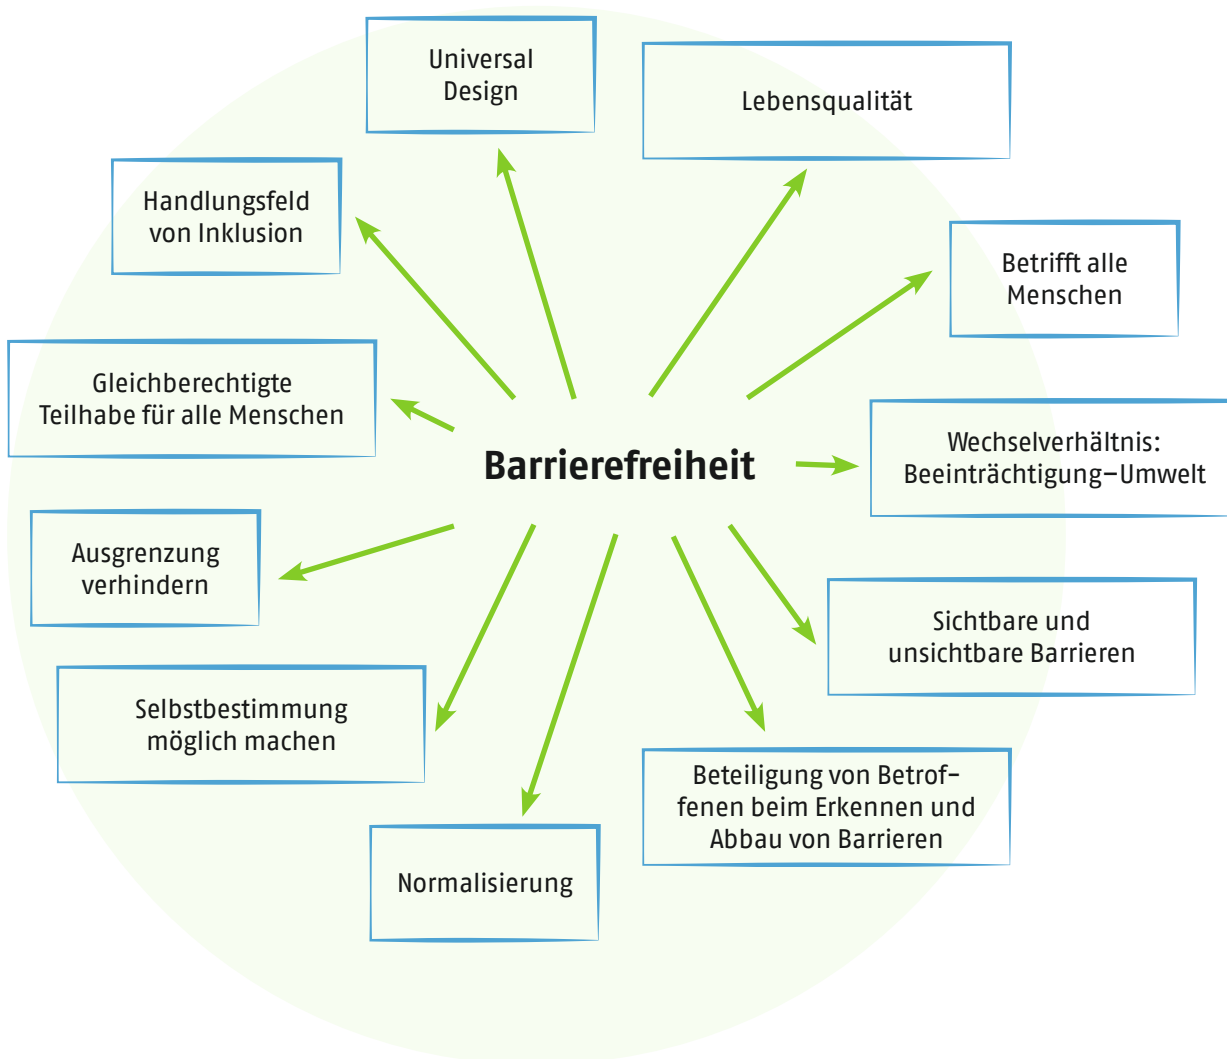 Universal
Design
Lebensqualität
Handlungsfeld
von Inklusion
Betrifft alle
Menschen
Gleichberechtigte
Teilhabe für alle Menschen
Barrierefreiheit
Wechselverhältnis:
Beeinträchtigung–Umwelt
Ausgrenzung
verhindern
Sichtbare und
unsichtbare Barrieren
Selbstbestimmung
möglich machen
Beteiligung von Betrof–
fenen beim Erkennen und
Abbau von Barrieren
Normalisierung